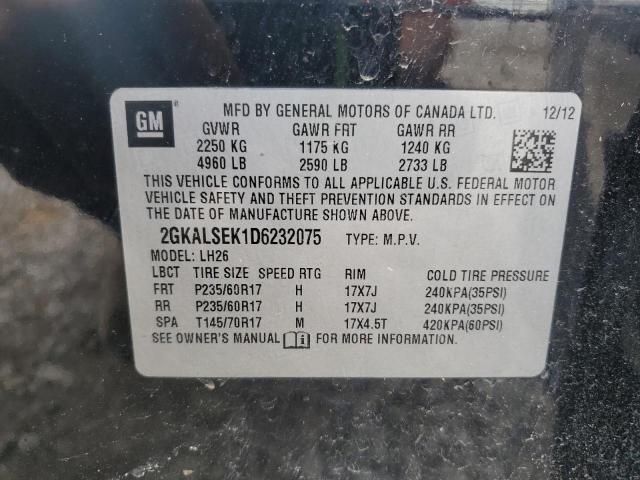 GM ®
MFD BY GENERAL MOTORS OF CANADA LTD. 12/12
GVWR GAWR FRT GAWR RR
2250 KG 1175 KG 1240 KG
4960 LB 2590 LB 2733 LB
THIS VEHICLE CONFORMS TO ALL APPLICABLE U.S. FEDERAL MOTOR
VEHICLE SAFETY AND THEFT PREVENTION STANDARDS IN EFFECT ON
THE DATE OF MANUFACTURE SHOWN ABOVE.
2GKALSEK1D6232075 TYPE: M.P.V.
MODEL: LH26
LBCT TIRE SIZE SPEED RTG RIM COLD TIRE PRESSURE
FRT P235/60R17 H 17X7J 240KPA(35PSI)
RR P235/60R17 H 17X7J 240KPA(35PSI)
SPA T145/70R17 M 17X4.5T 420KPA(60PSI)
SEE OWNER'S MANUAL FOR MORE INFORMATION.